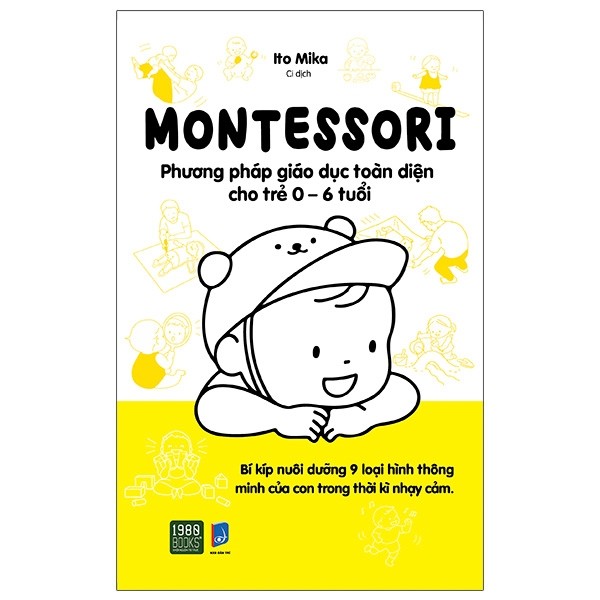 Ito Mika
Ci dịch
MONTESSORI
Phương pháp giáo dục toàn diện
cho trẻ 0 – 6 tuổi
Bí kíp nuôi dưỡng 9 loại hình thông
minh của con trong thời kì nhạy cảm.
1980
BOOKS